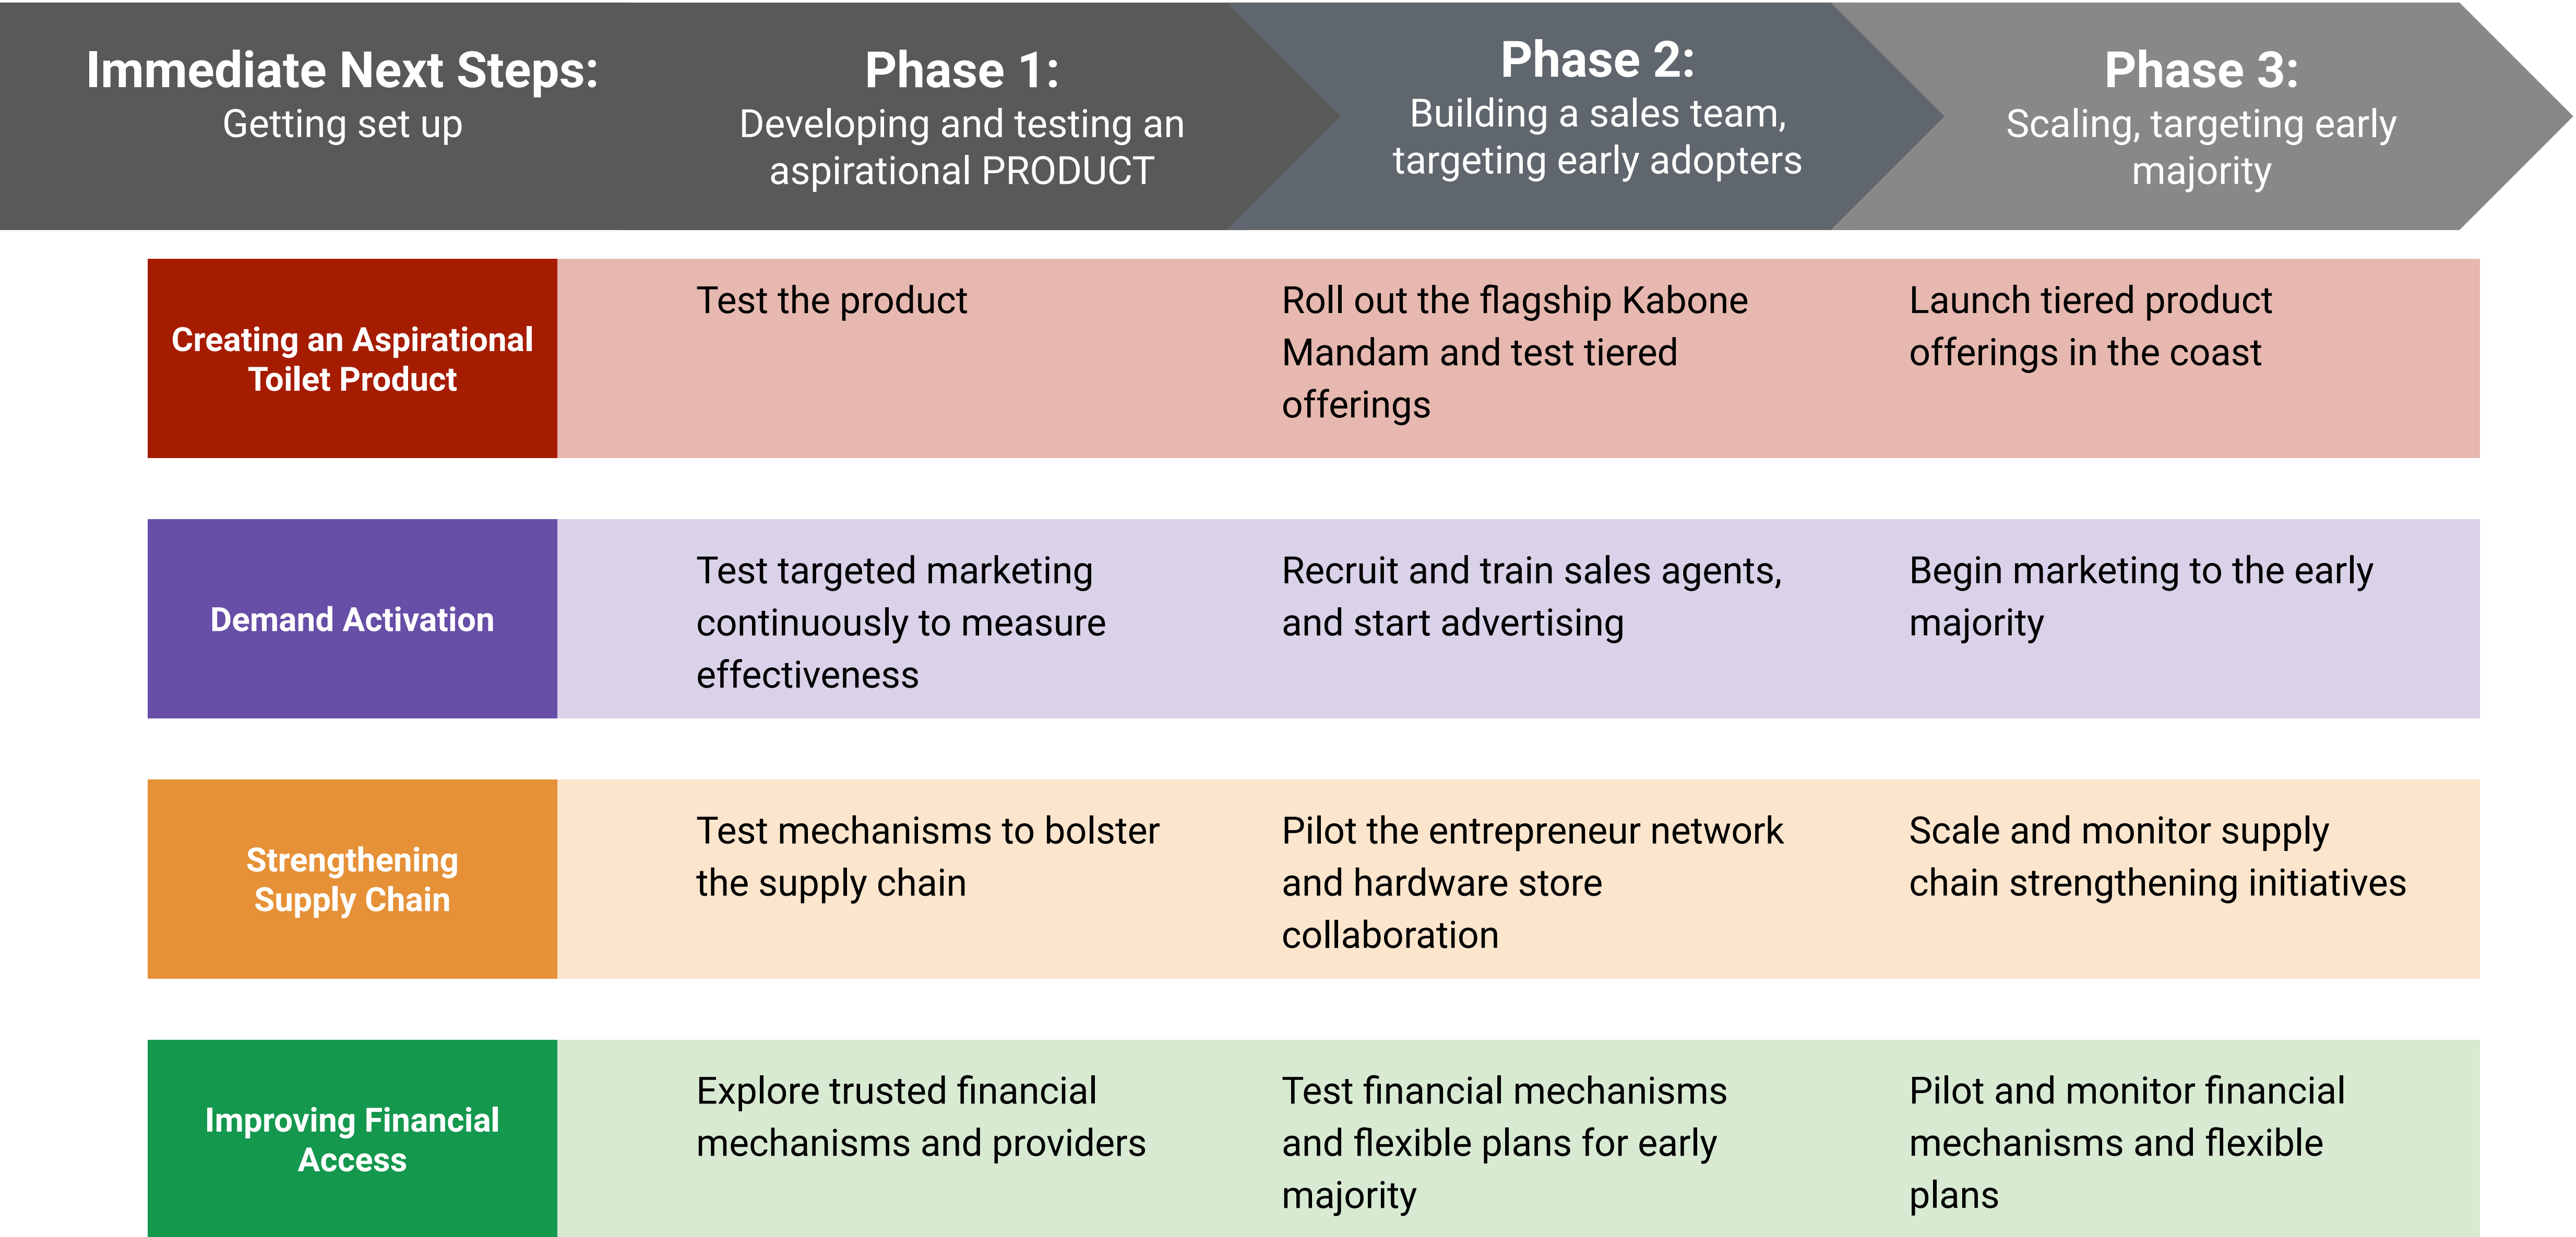 Immediate Next Steps:
Getting set up
Phase 1:
Developing and testing an
aspirational PRODUCT
Phase 2:
Building a sales team,
targeting early adopters
Phase 3:
Scaling, targeting early
majority
Creating an Aspirational
Toilet Product
Test the product
Roll out the flagship Kabone
Mandam and test tiered
offerings
Launch tiered product
offerings in the coast
Demand Activation
Test targeted marketing
continuously to measure
effectiveness
Recruit and train sales agents,
and start advertising
Begin marketing to the early
majority
Strengthening
Supply Chain
Test mechanisms to bolster
the supply chain
Pilot the entrepreneur network
and hardware store
collaboration
Scale and monitor supply
chain strengthening initiatives
Improving Financial
Access
Explore trusted financial
mechanisms and providers
Test financial mechanisms
and flexible plans for early
majority
Pilot and monitor financial
mechanisms and flexible
plans